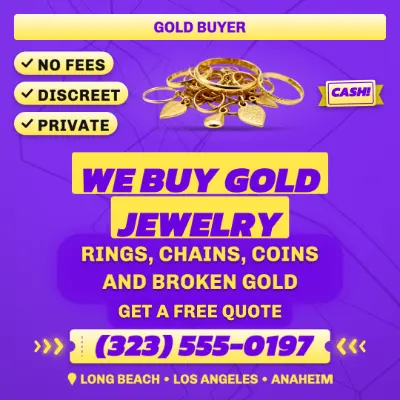 GOLD BUYER
✓ NO FEES
✓ DISCREET
✓ PRIVATE
CASH!
WE BUY GOLD
JEWELRY
RINGS, CHAINS, COINS
AND BROKEN GOLD
GET A FREE QUOTE
(323) 555-0197
LONG BEACH • LOS ANGELES • ANAHEIM